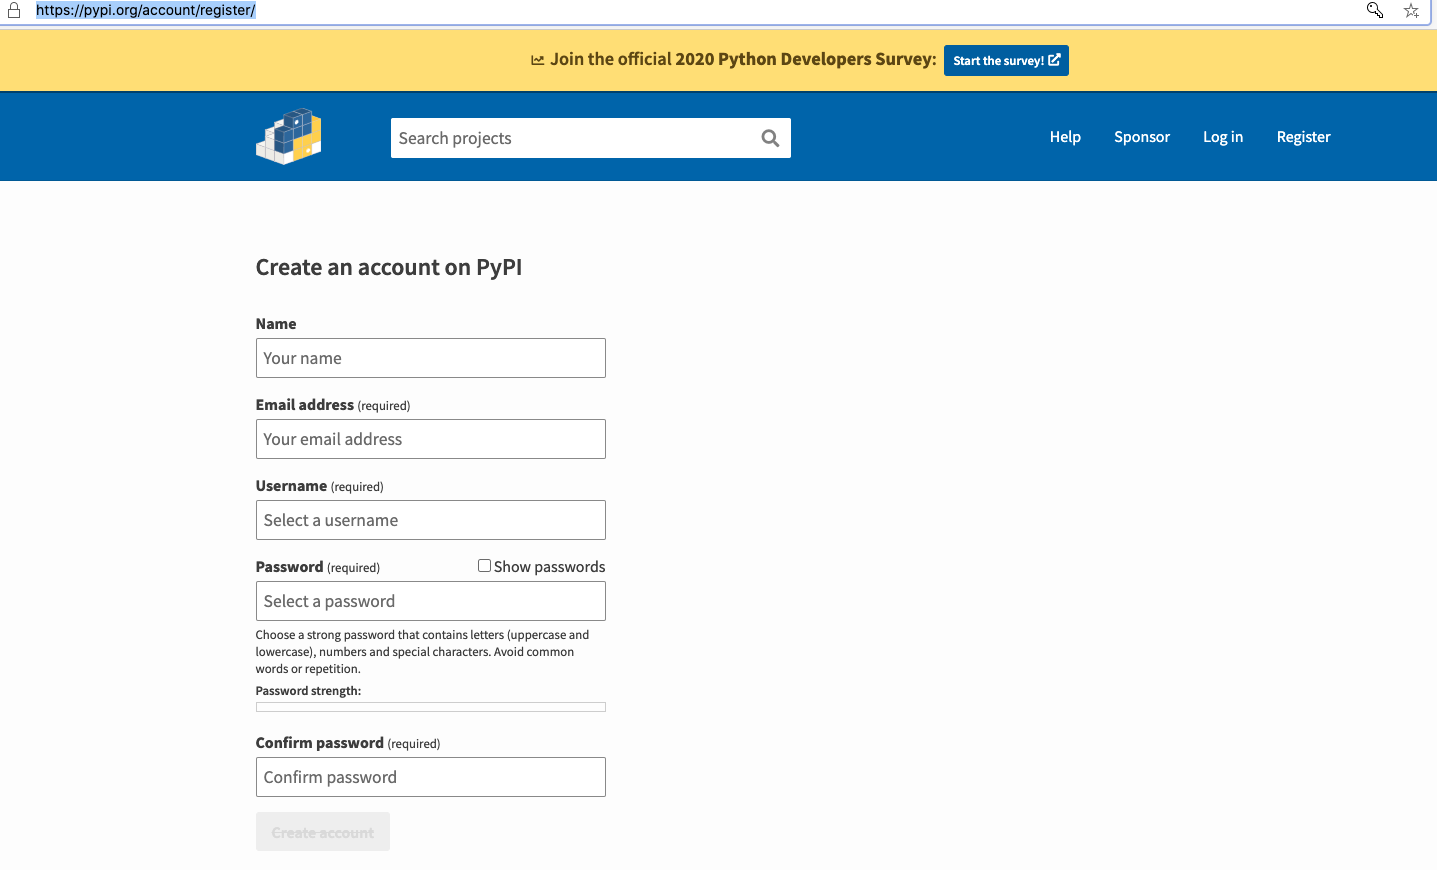 https://pypi.org/account/register/
Join the official 2020 Python Developers Survey: Start the survey!
Search projects
Help Sponsor Log in Register
Create an account on PyPI
Name
Your name
Email address (required)
Your email address
Username (required)
Select a username
Password (required) Show passwords
Select a password
Choose a strong password that contains letters (uppercase and
lowercase), numbers and special characters. Avoid common
words or repetition.
Password strength:
Confirm password (required)
Confirm password
Create account